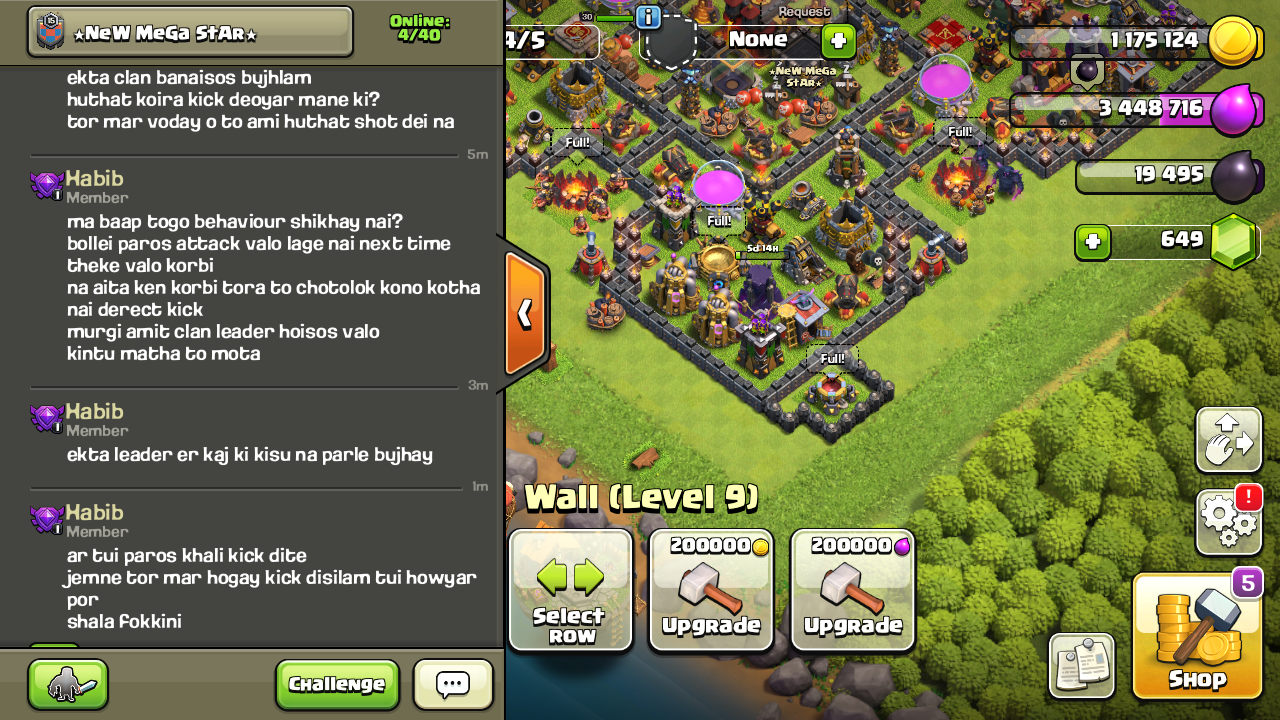 15
★NeW MeGa StAr★
Online:
4/40
ekta clan banaisos bujhlam
huthat koira kick deoyar mane ki?
tor mar voday o to ami huthat shot dei na
5m
Habib
Member
ma baap togo behaviour shikhay nai?
bollei paros attack valo lage nai next time
theke valo korbi
na aita ken korbi tora to chotolok kono kotha
nai derect kick
murgi amit clan leader hoisos valo
kintu matha to mota
3m
Habib
Member
ekta leader er kaj ki kisu na parle bujhay
1m
Habib
Member
ar tui paros khali kick dite
jemne tor mar hogay kick disilam tui howyar
por
shala fokkini
Challenge
30
4/5
Request
None
★NeW MeGa
StAr★
1 175 124
3 448 716
19 495
649
Full!
Full!
Full!
5d 14H
Full!
Wall (Level 9)
Select
Row
200000
Upgrade
200000
Upgrade
!
5
Shop